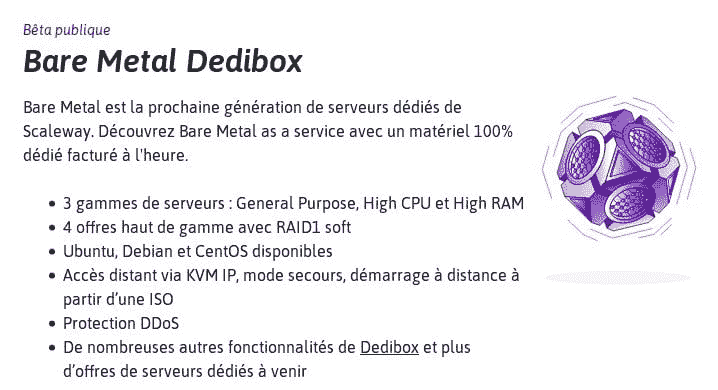 Bêta publique
Bare Metal Dedibox
Bare Metal est la prochaine génération de serveurs dédiés de
Scaleway. Découvrez Bare Metal as a service avec un matériel 100%
dédié facturé à l'heure.
• 3 gammes de serveurs : General Purpose, High CPU et High RAM
• 4 offres haut de gamme avec RAID1 soft
• Ubuntu, Debian et CentOS disponibles
• Accès distant via KVM IP, mode secours, démarrage à distance à
partir d’une ISO
• Protection DDoS
• De nombreuses autres fonctionnalités de Dedibox et plus
d’offres de serveurs dédiés à venir